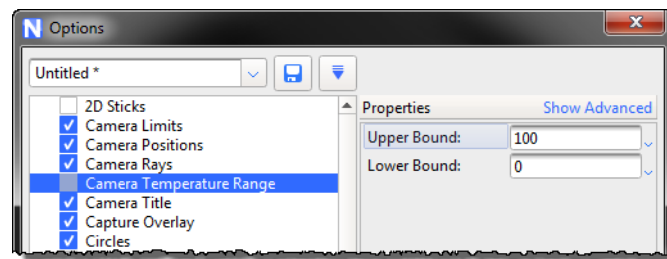 N Options
x
Untitled *
2D Sticks
Camera Limits
Camera Positions
Camera Rays
Camera Temperature Range
Camera Title
Capture Overlay
Circles
Properties Show Advanced
Upper Bound: 100
Lower Bound: 0